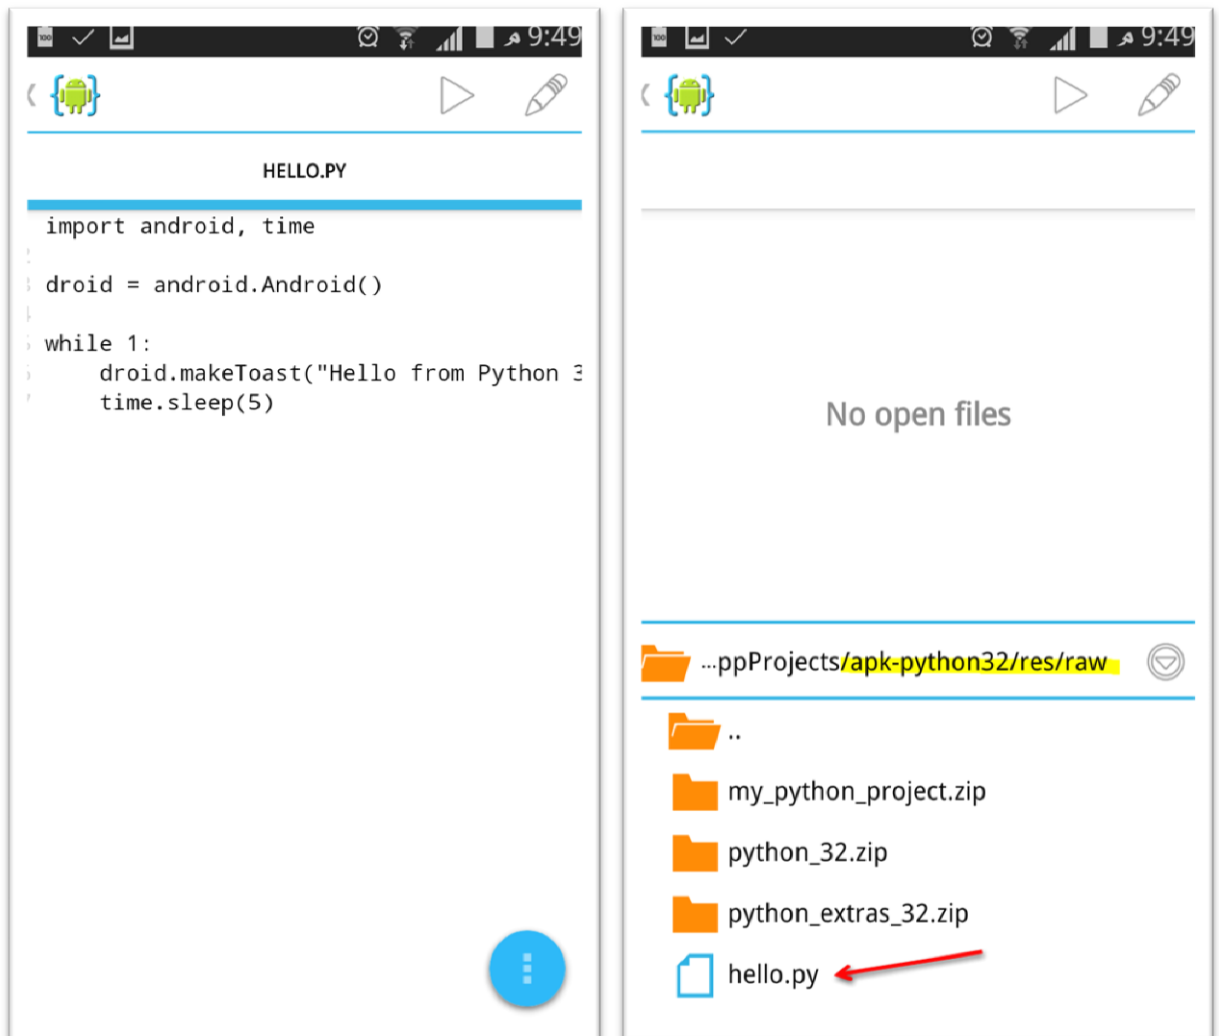 9:49
HELLO.PY
import android, time
droid = android.Android()
while 1:
droid.makeToast("Hello from Python 3
time.sleep(5)
9:49
No open files
...ppProjects/apk-python32/res/raw
..
my_python_project.zip
python_32.zip
python_extras_32.zip
hello.py